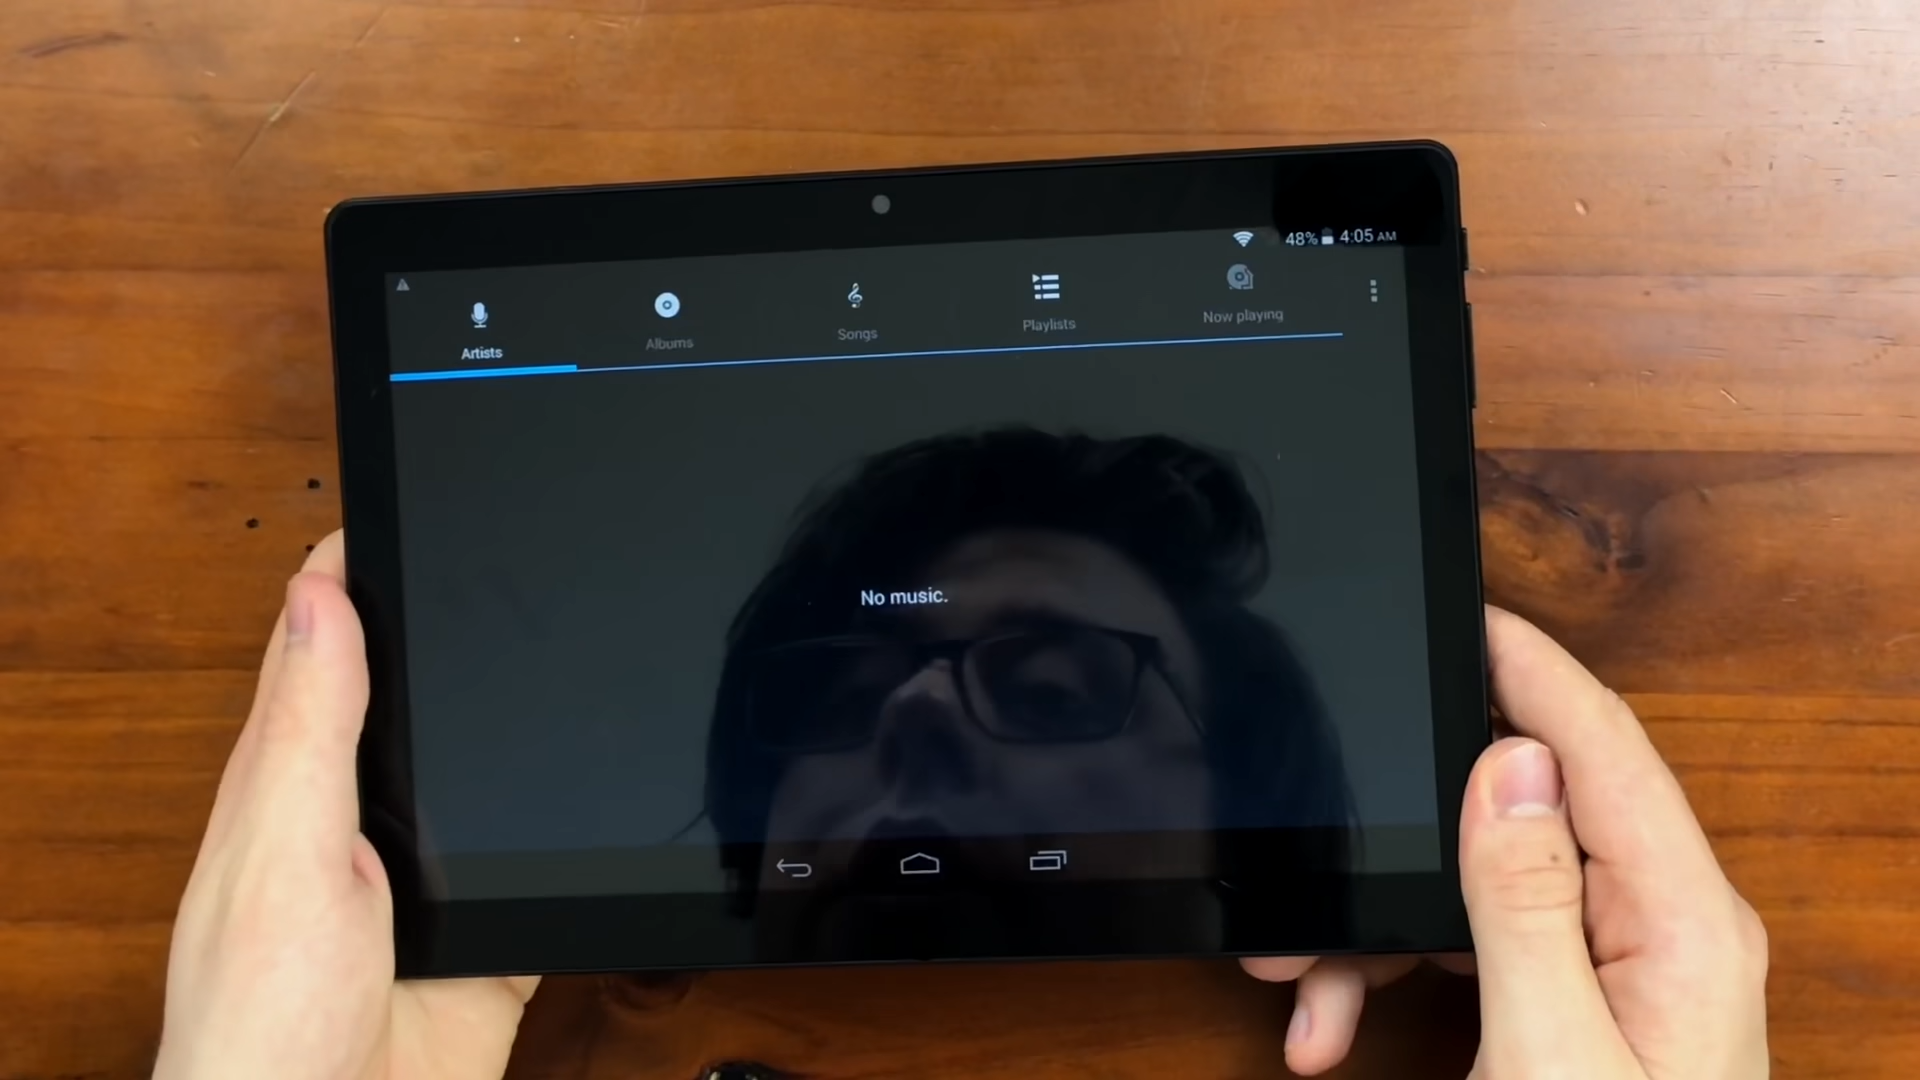 48% 4:05 AM
Artists
Albums
Songs
Playlists
Now playing
No music.